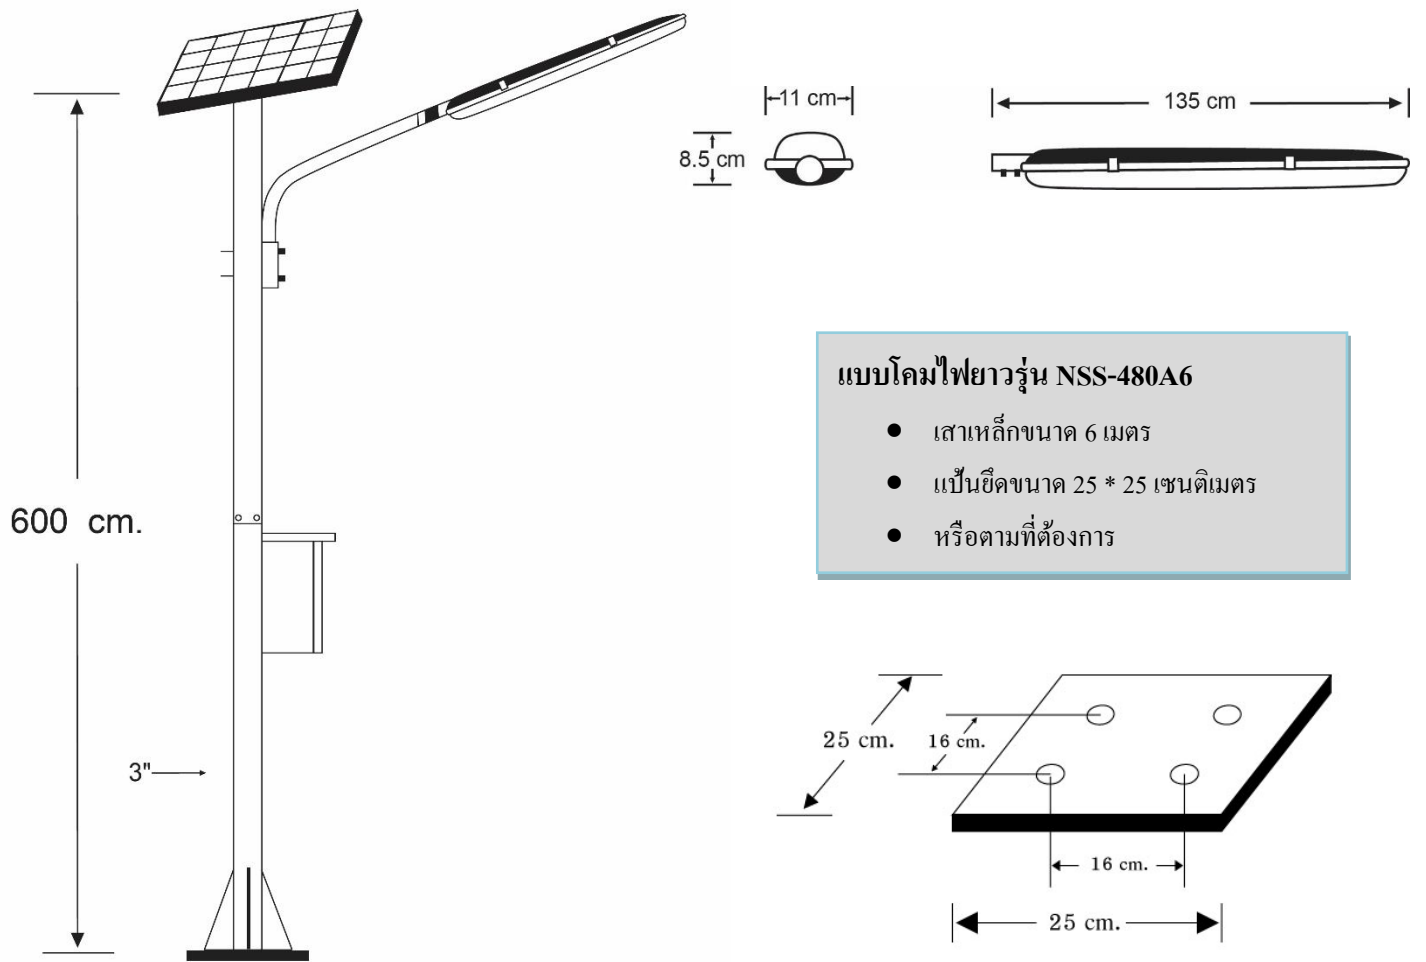 11 cm
135 cm
8.5 cm
แบบโคมไฟยาวรุ่น NSS-480A6
● เสาเหล็กขนาด 6 เมตร
● แป้นยึดขนาด 25 * 25 เซนติเมตร
● หรือตามที่ต้องการ
600 cm.
3"
25 cm.
16 cm.
16 cm.
25 cm.